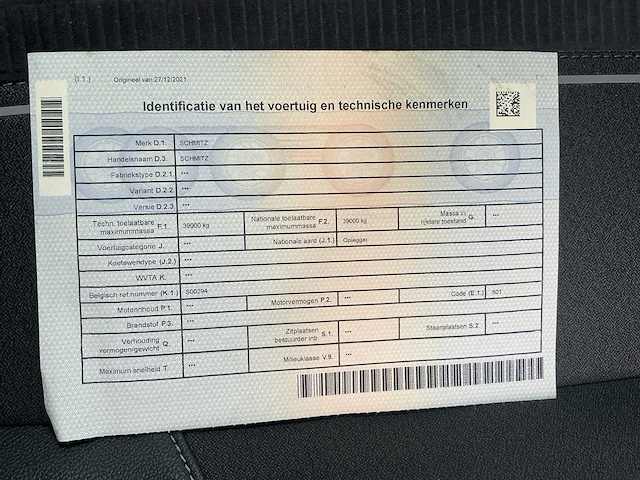 (I.1.) Origineel van 27/12/2021
Identificatie van het voertuig en technische kenmerken
Merk D.1. SCHMITZ
Handelsnaam D.3. SCHMITZ
Fabriekstype D.2.1. ---
Variant D.2.2. ---
Versie D.2.3. ---
Techn. toelaatbare maximummassa F.1. 39000 kg Nationale toelaatbare maximummassa F.2. 39000 kg Massa in rijklare toestand G. ---
Voertuigcategorie J. --- Nationale aard (J.1.) Oplegger
Koetswerktype (J.2.) ---
WVTA K. ---
Belgisch ref.nummer (K.1.) S00294 Code (E.1.) 801
Motorinhoud P.1. --- Motorvermogen P.2. ---
Brandstof P.3. ---
Verhouding vermogen/gewicht Q --- Zitplaatsen bestuurder inb. S.1. --- Staanplaatsen S.2. ---
Maximum snelheid T. --- Milieuklasse V.9. ---